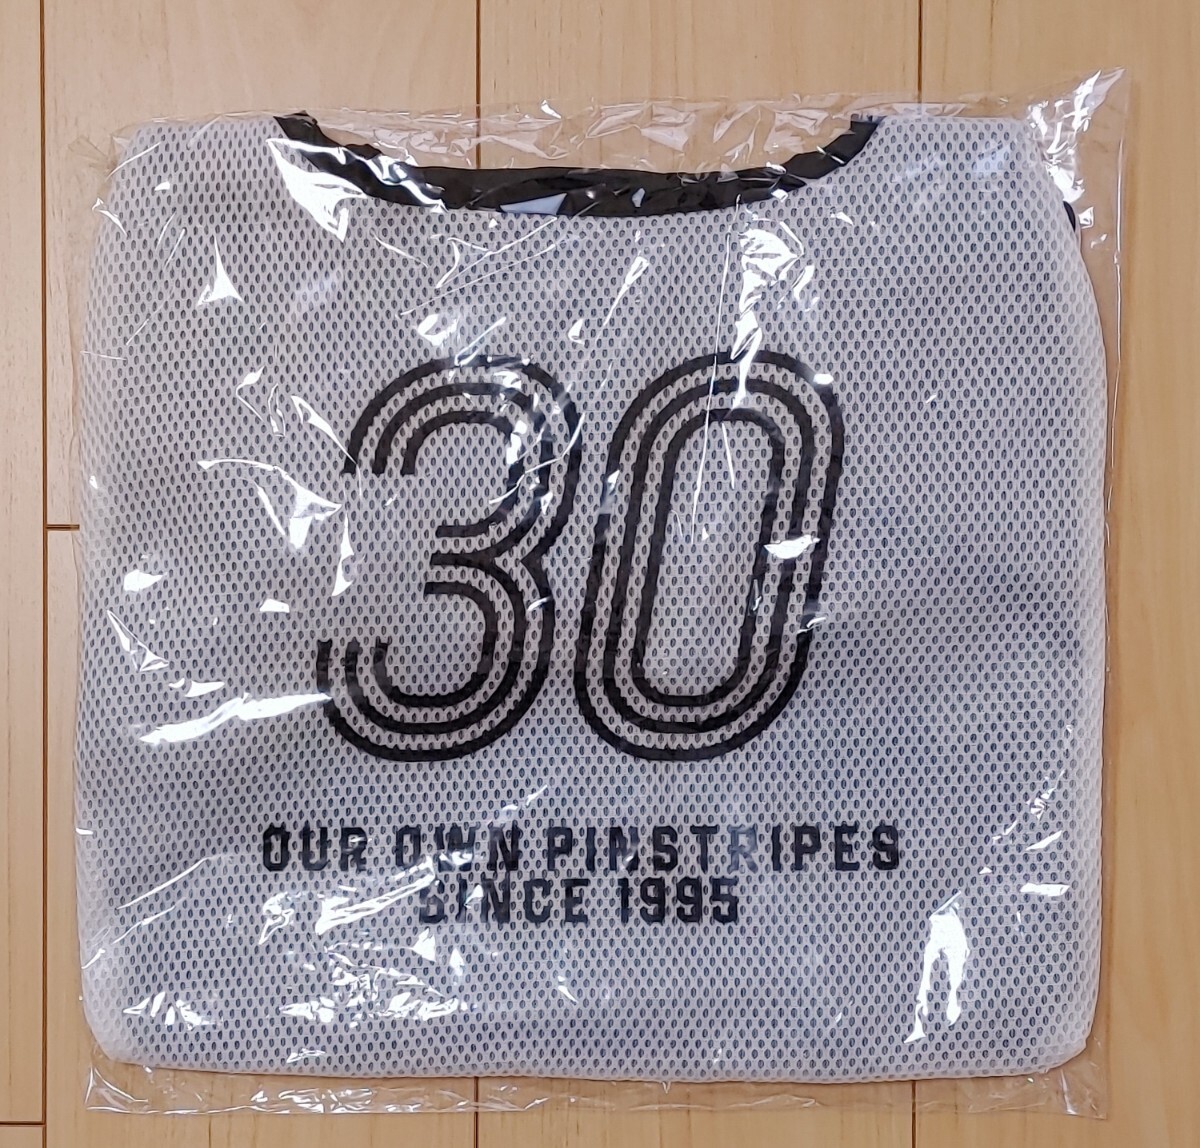 30
OUR OWN PINSTRIPES
SINCE 1995